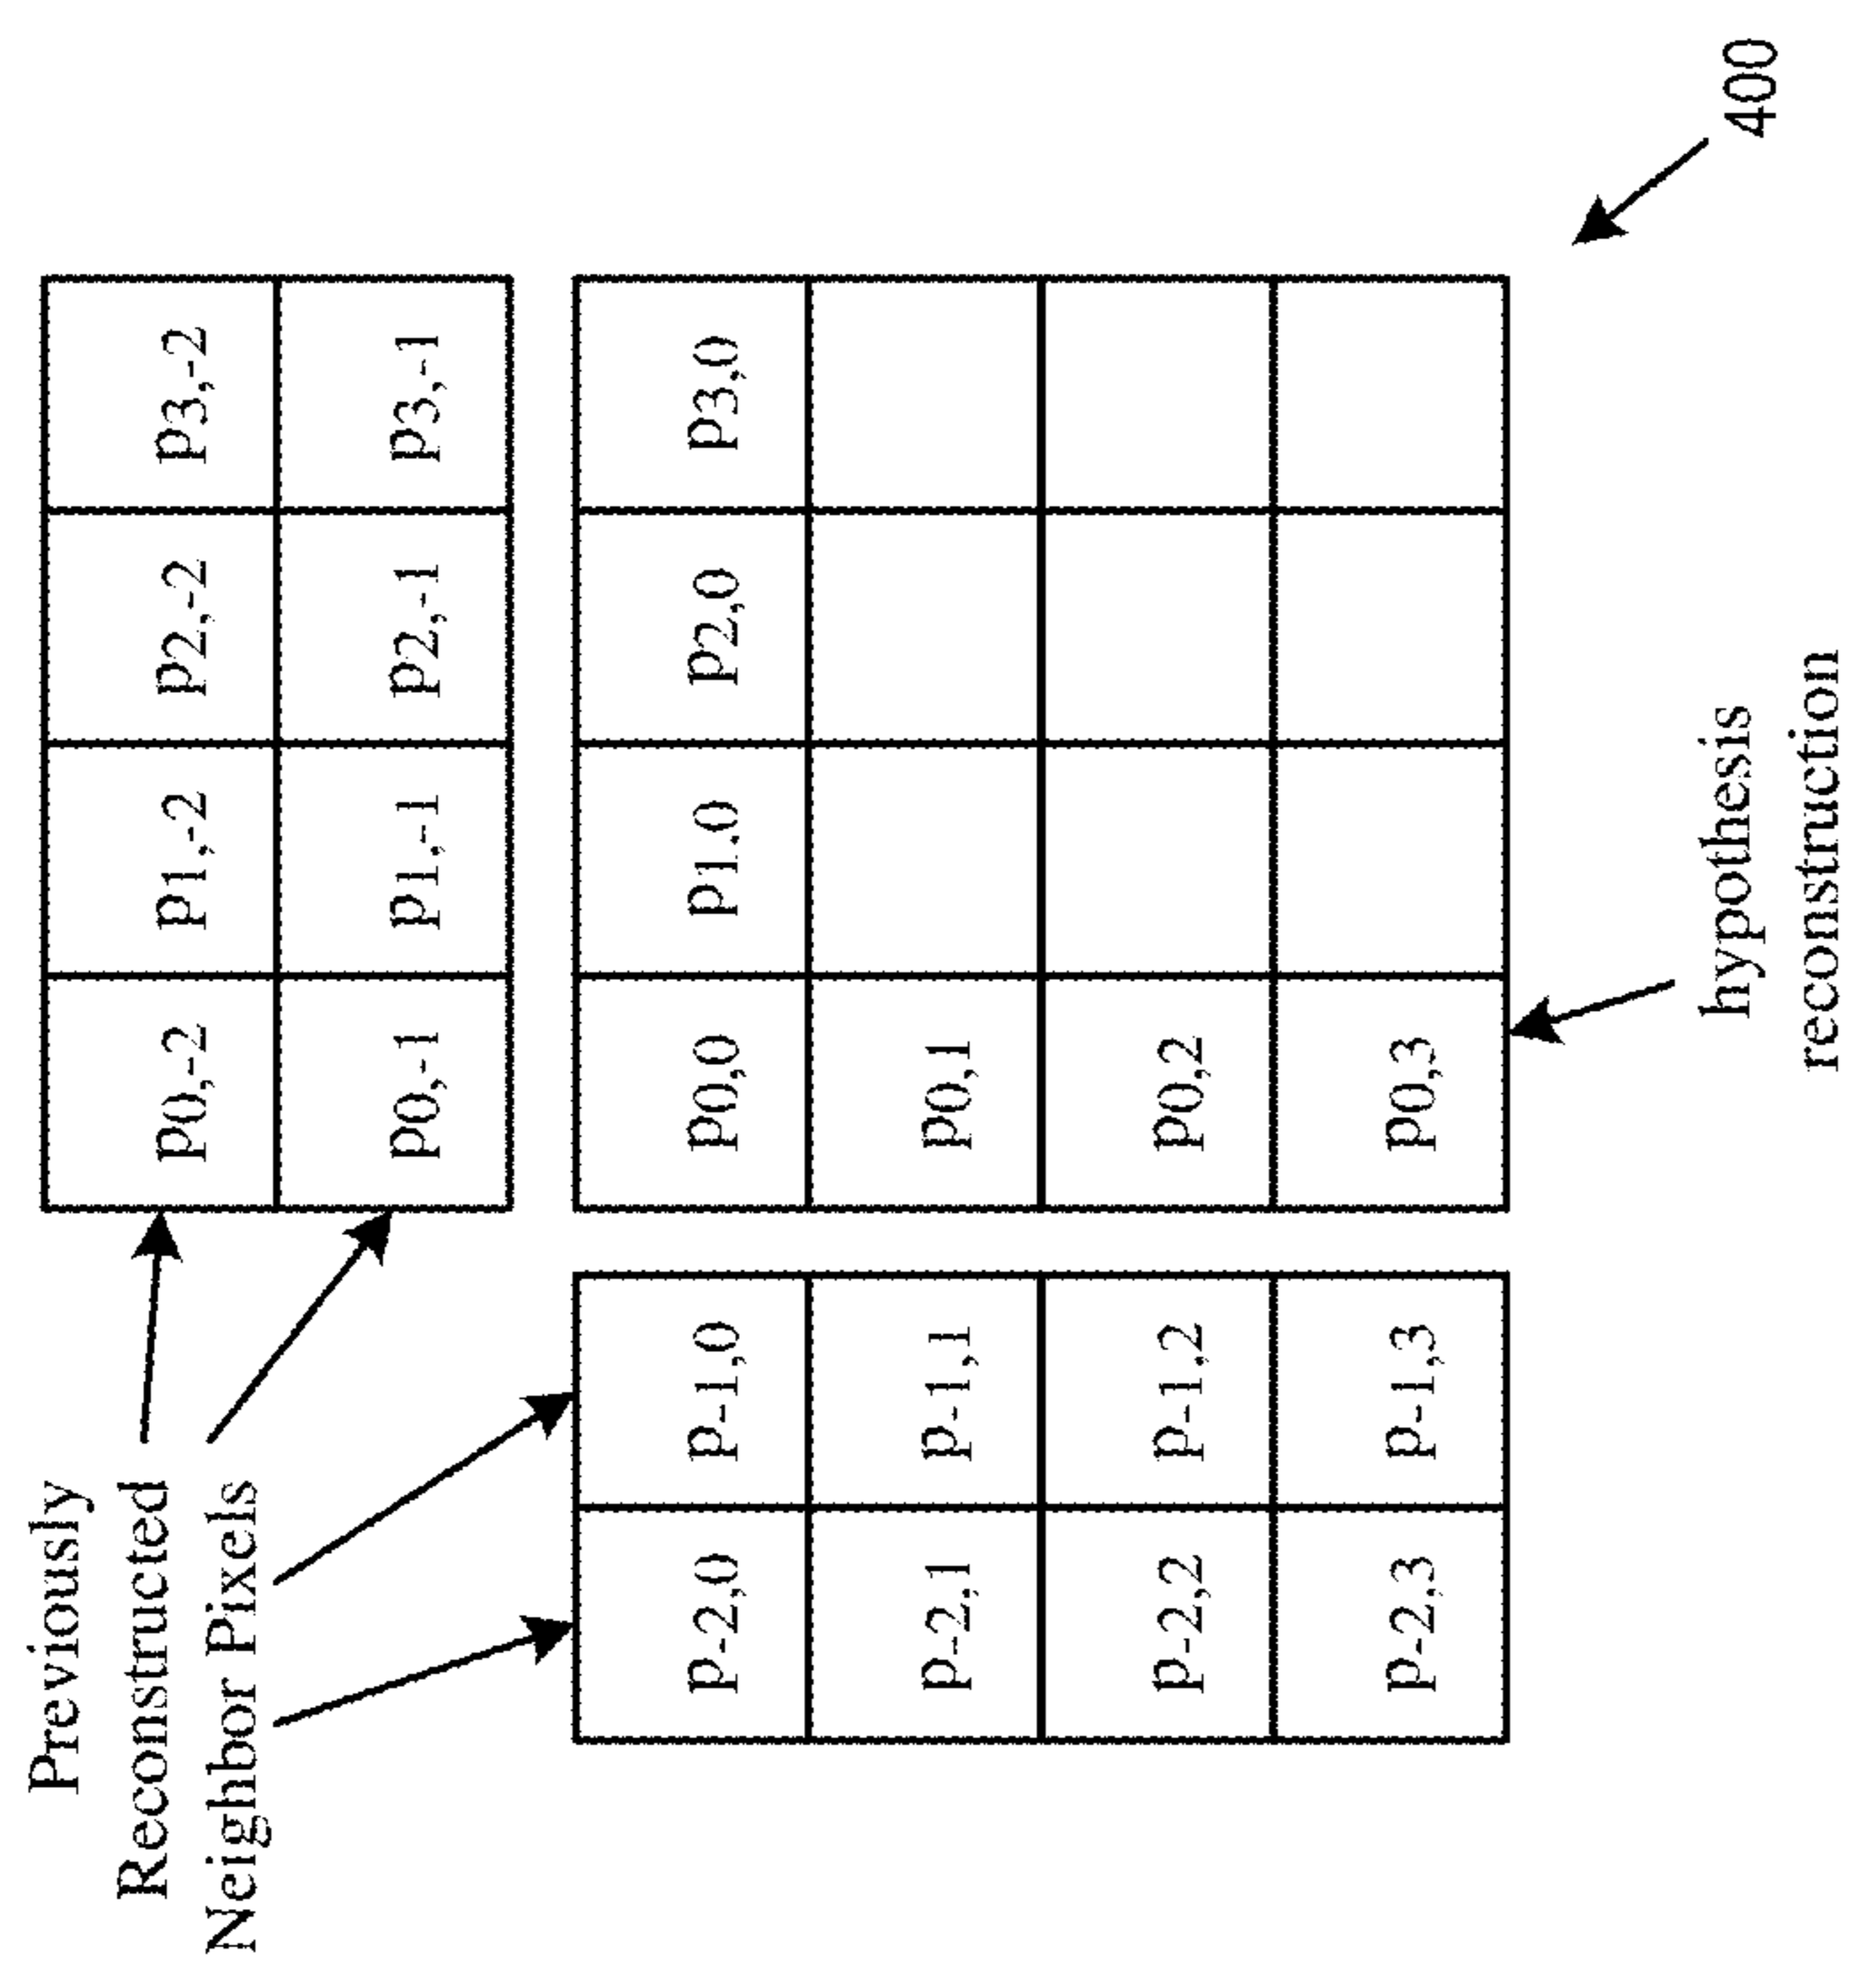 Previously
Reconstructed
Neighbor Pixels
p0,-2 p1,-2 p2,-2 p3,-2
p0,-1 p1,-1 p2,-1 p3,-1
p-2,0 p-1,0 p0,0 p1.0 p2,0 p3,0
p-2,1 p-1,1 p0,1
p-2,2 p-1,2 p0,2
p-2,3 p-1,3 p0,3
hypothesis
reconstruction
400